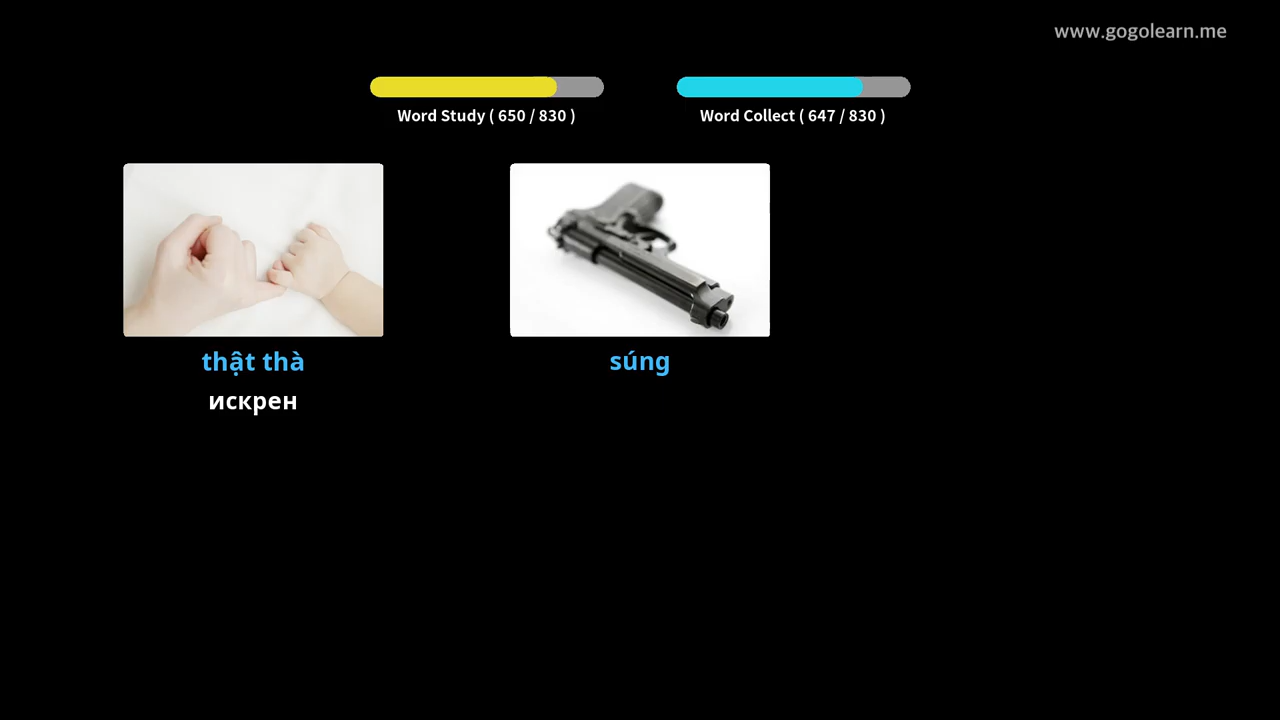 www.gogolearn.me
Word Study ( 650 / 830 )
Word Collect ( 647 / 830 )
thật thà
искрен
súng